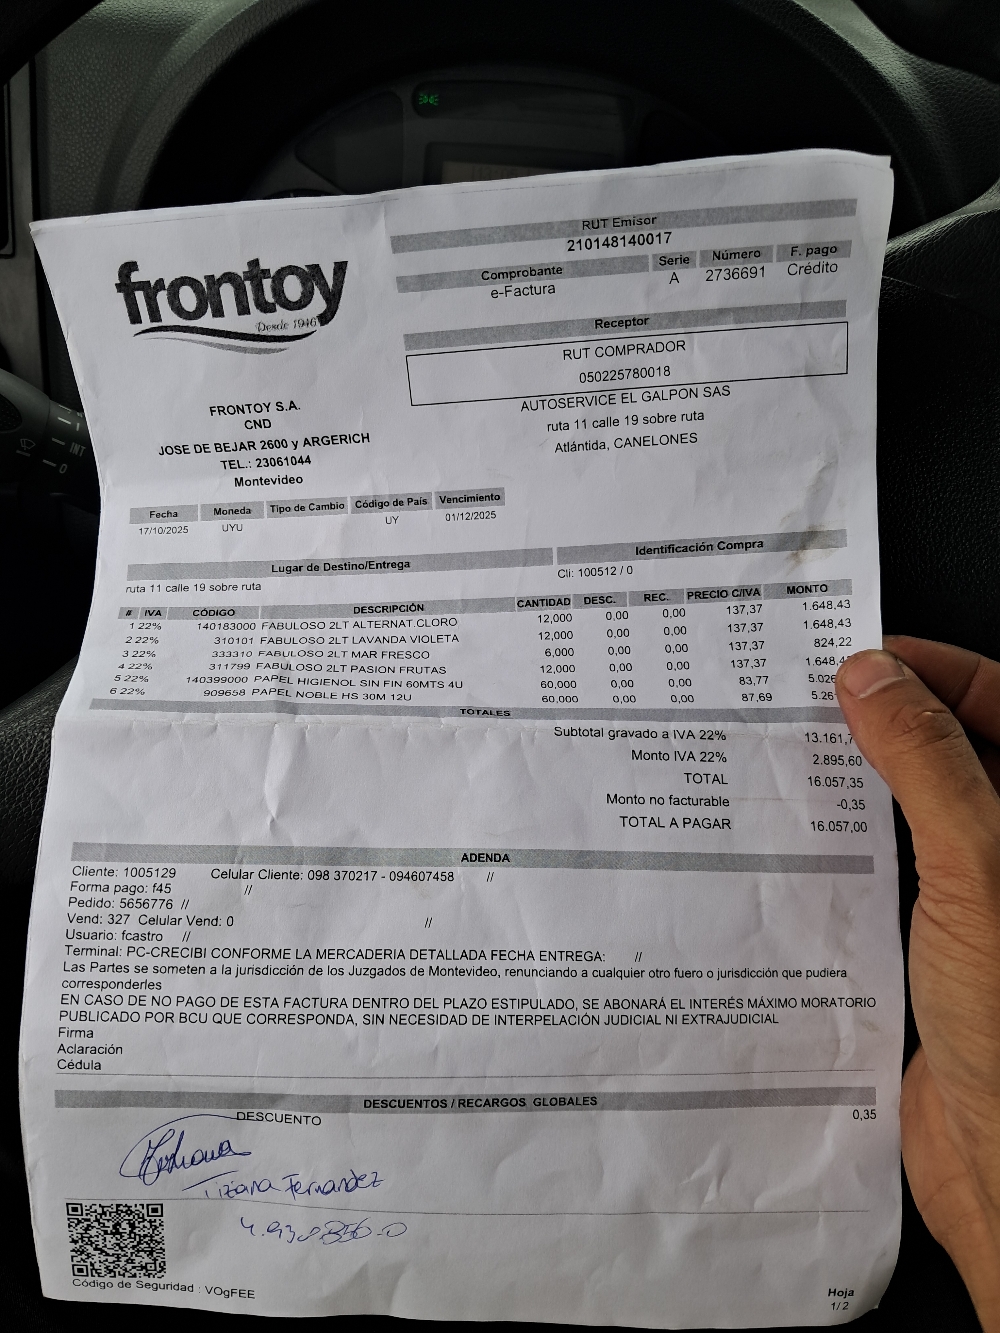 RUT Emisor
210148140017
Comprobante Serie Número F. pago
e-Factura A 2736691 Crédito
frontoy
Desde 1946
Receptor
RUT COMPRADOR
050225780018
AUTOSERVICE EL GALPON SAS
ruta 11 calle 19 sobre ruta
Atlántida, CANELONES
FRONTOY S.A.
CND
JOSE DE BEJAR 2600 y ARGERICH
TEL.: 23061044
Montevideo
Fecha Moneda Tipo de Cambio Código de País Vencimiento
17/10/2025 UYU UY 01/12/2025
Lugar de Destino/Entrega Identificación Compra
ruta 11 calle 19 sobre ruta Cli: 100512 / 0
# IVA CÓDIGO DESCRIPCIÓN CANTIDAD DESC. REC. PRECIO C/IVA MONTO
1 22% 140183000 FABULOSO 2LT ALTERNAT.CLORO 12,000 0,00 0,00 137,37 1.648,43
2 22% 310101 FABULOSO 2LT LAVANDA VIOLETA 12,000 0,00 0,00 137,37 1.648,43
3 22% 333310 FABULOSO 2LT MAR FRESCO 6,000 0,00 0,00 137,37 824,22
4 22% 311799 FABULOSO 2LT PASION FRUTAS 12,000 0,00 0,00 137,37 1.648,4
5 22% 140399000 PAPEL HIGIENOL SIN FIN 60MTS 4U 60,000 0,00 0,00 83,77 5.026
6 22% 909658 PAPEL NOBLE HS 30M 12U 60,000 0,00 0,00 87,69 5.26
TOTALES
Subtotal gravado a IVA 22% 13.161,7
Monto IVA 22% 2.895,60
TOTAL 16.057,35
Monto no facturable -0,35
TOTAL A PAGAR 16.057,00
ADENDA
Cliente: 1005129 Celular Cliente: 098 370217 - 094607458 //
Forma pago: f45 //
Pedido: 5656776 //
Vend: 327 Celular Vend: 0 //
Usuario: fcastro //
Terminal: PC-CRECIBI CONFORME LA MERCADERIA DETALLADA FECHA ENTREGA: //
Las Partes se someten a la jurisdicción de los Juzgados de Montevideo, renunciando a cualquier otro fuero o jurisdicción que pudiera
corresponderles
EN CASO DE NO PAGO DE ESTA FACTURA DENTRO DEL PLAZO ESTIPULADO, SE ABONARÁ EL INTERÉS MÁXIMO MORATORIO
PUBLICADO POR BCU QUE CORRESPONDA, SIN NECESIDAD DE INTERPELACIÓN JUDICIAL NI EXTRAJUDICIAL
Firma
Aclaración
Cédula
DESCUENTOS / RECARGOS GLOBALES
DESCUENTO 0,35
Tiziana Fernandez
Código de Seguridad : VOgFEE
Hoja
1/2
INT
0